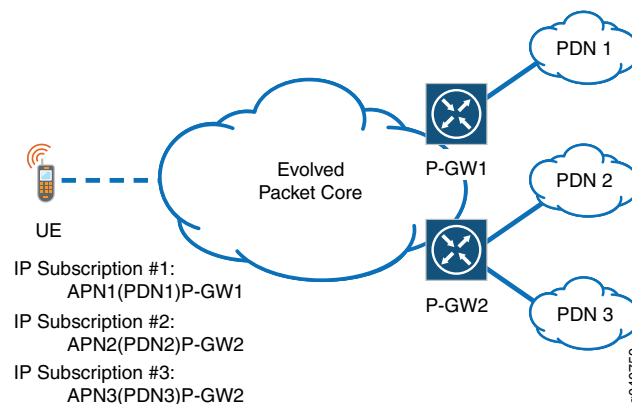 PDN 1
Evolved
Packet Core
P-GW1
PDN 2
UE
IP Subscription #1:
APN1(PDN1)P-GW1
IP Subscription #2:
APN2(PDN2)P-GW2
IP Subscription #3:
APN3(PDN3)P-GW2
P-GW2
PDN 3